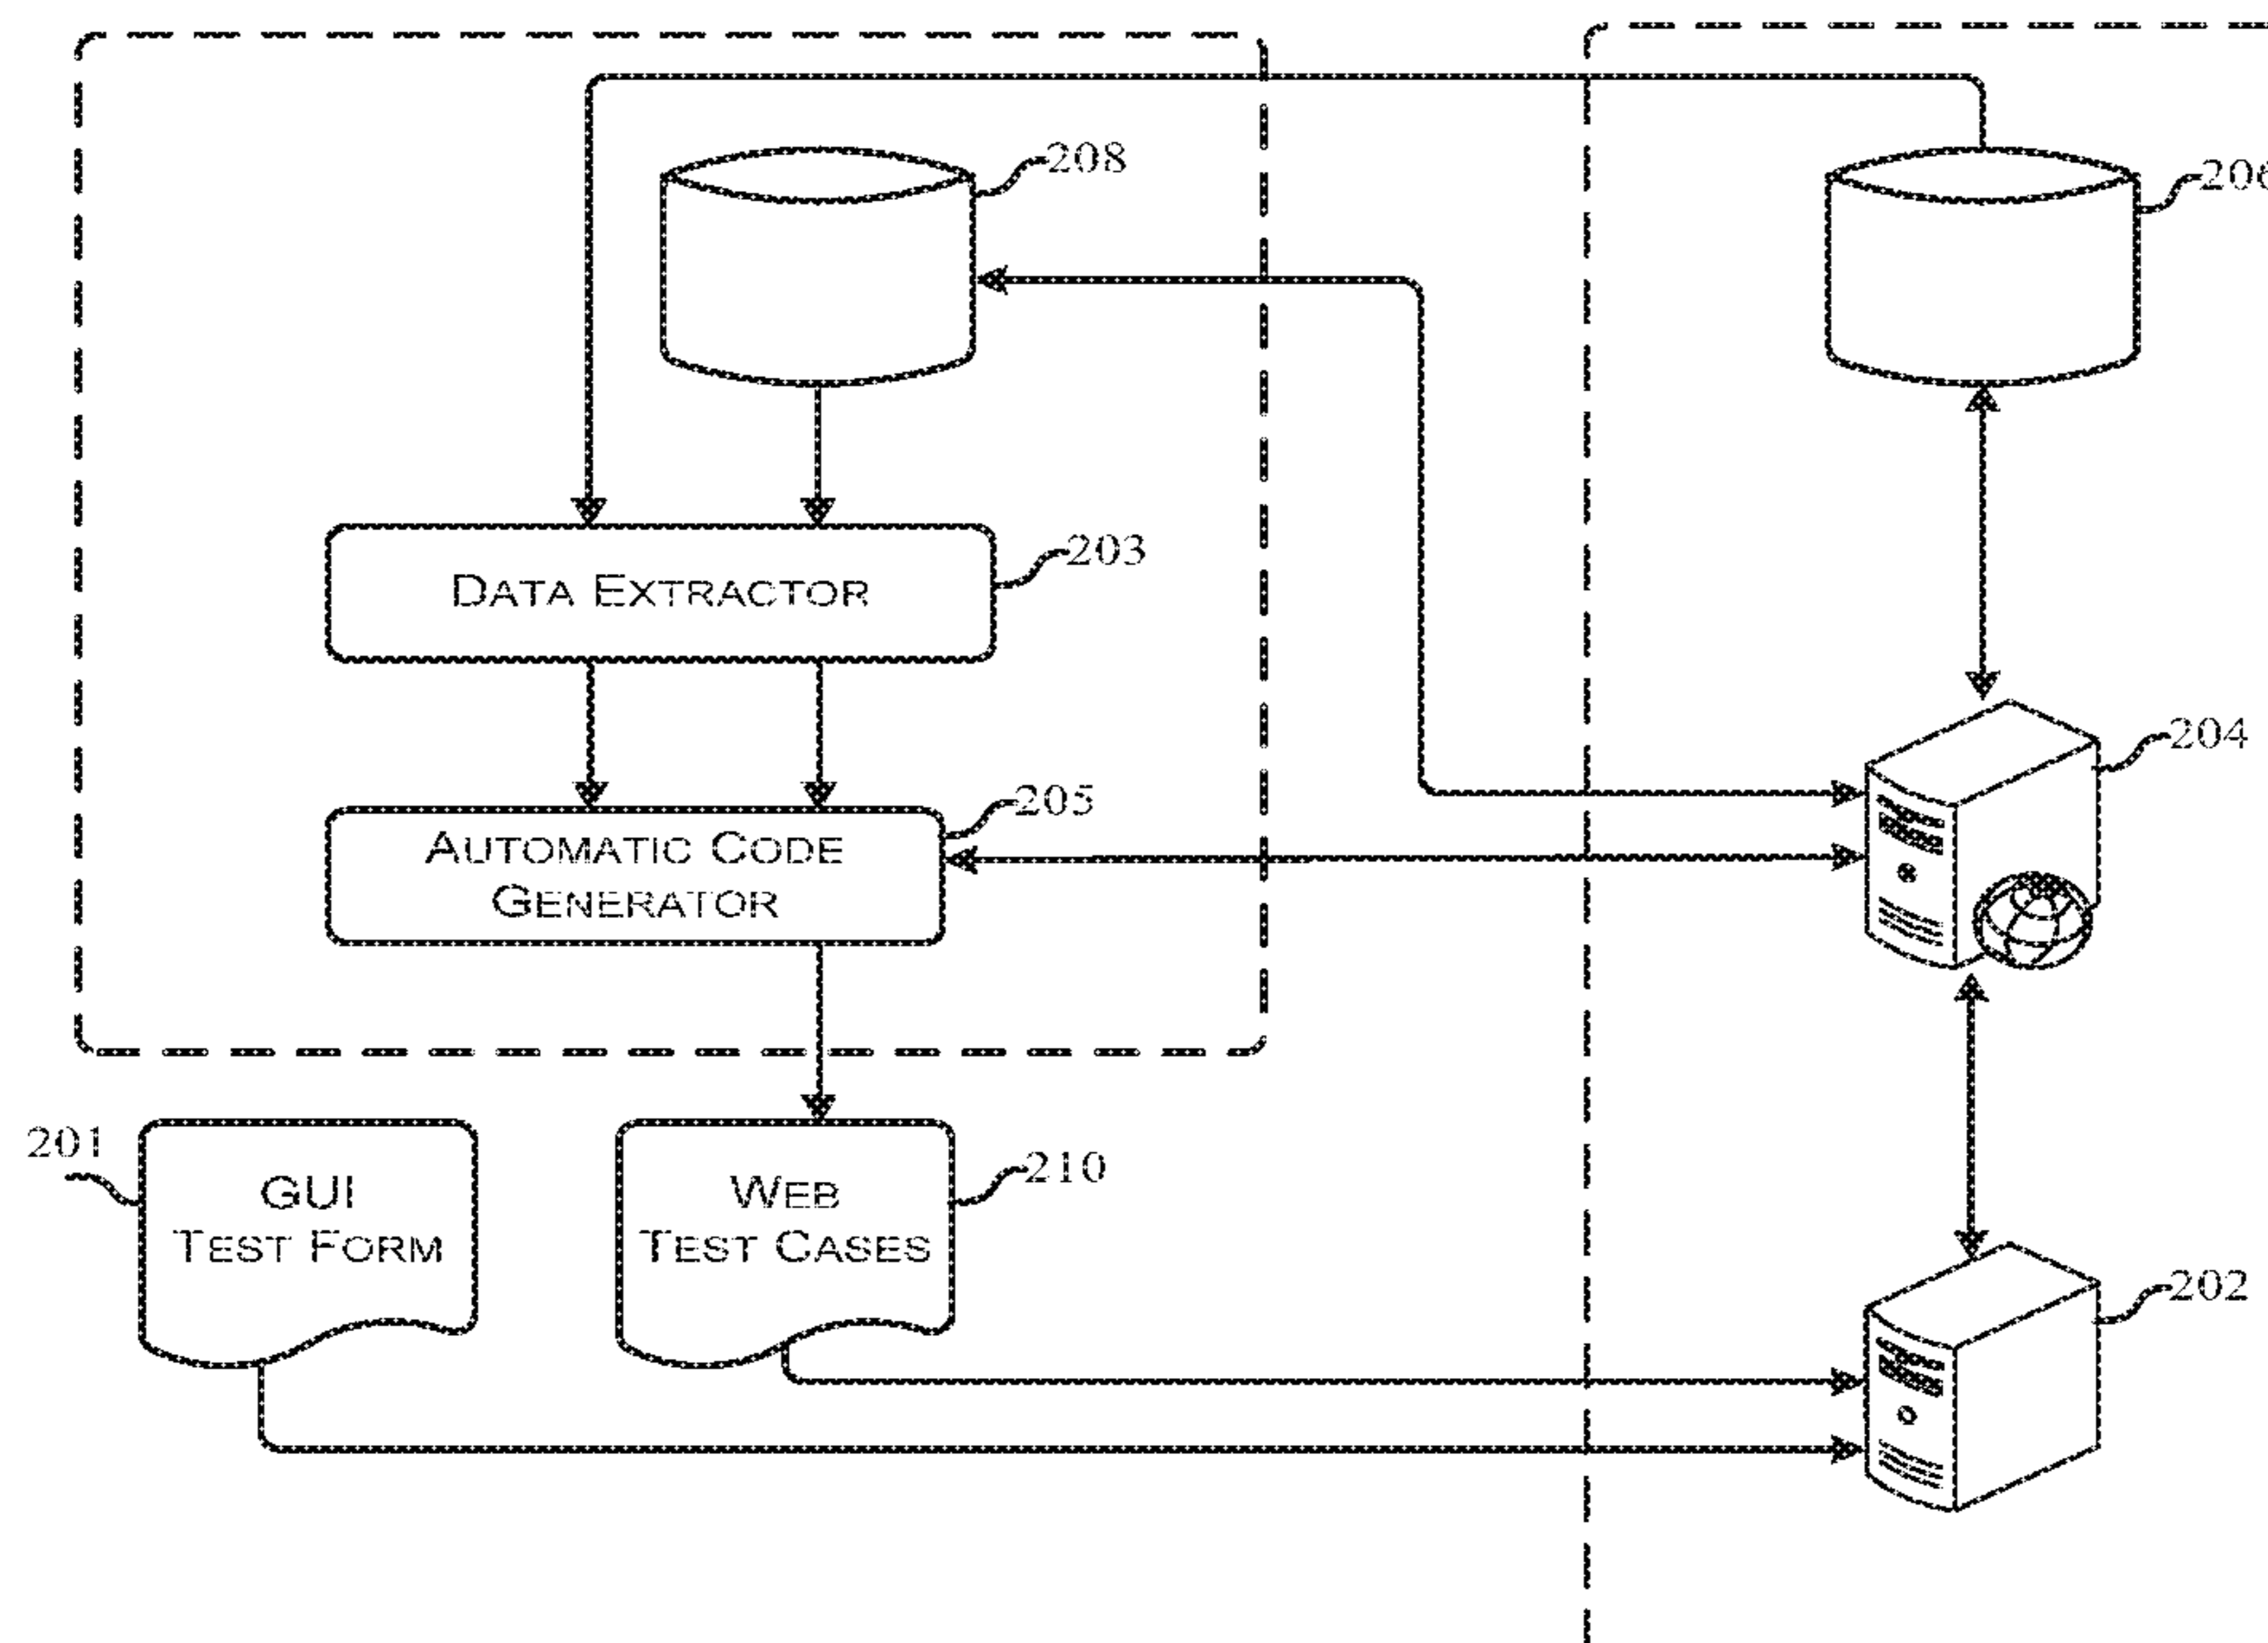 208
206
203
DATA EXTRACTOR
204
205
AUTOMATIC CODE
GENERATOR
201
GUI
TEST FORM
210
WEB
TEST CASES
202